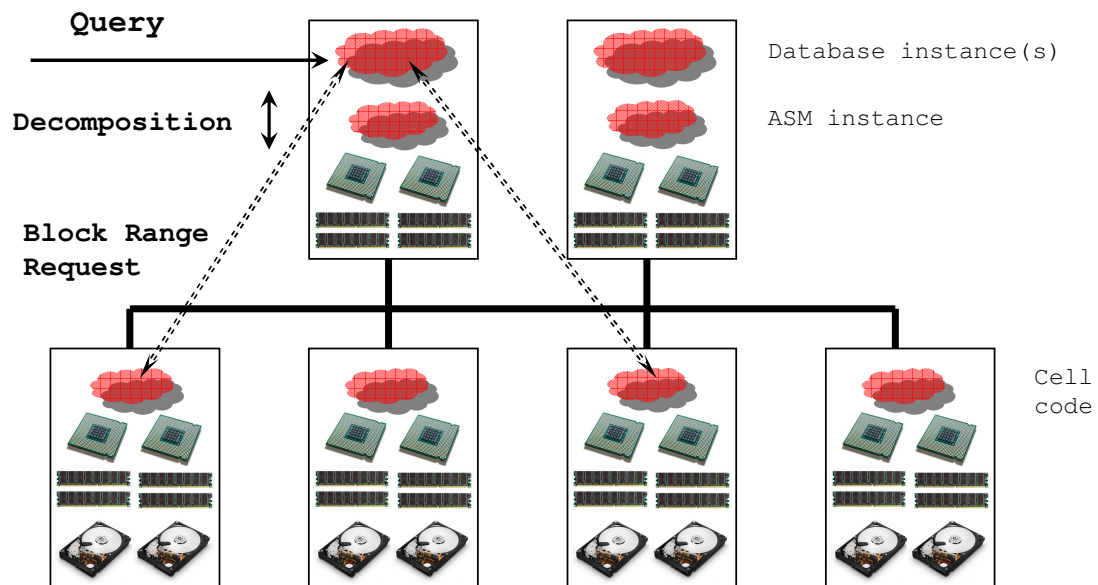 Query
Database instance(s)
Decomposition
ASM instance
Block Range
Request
Cell
code